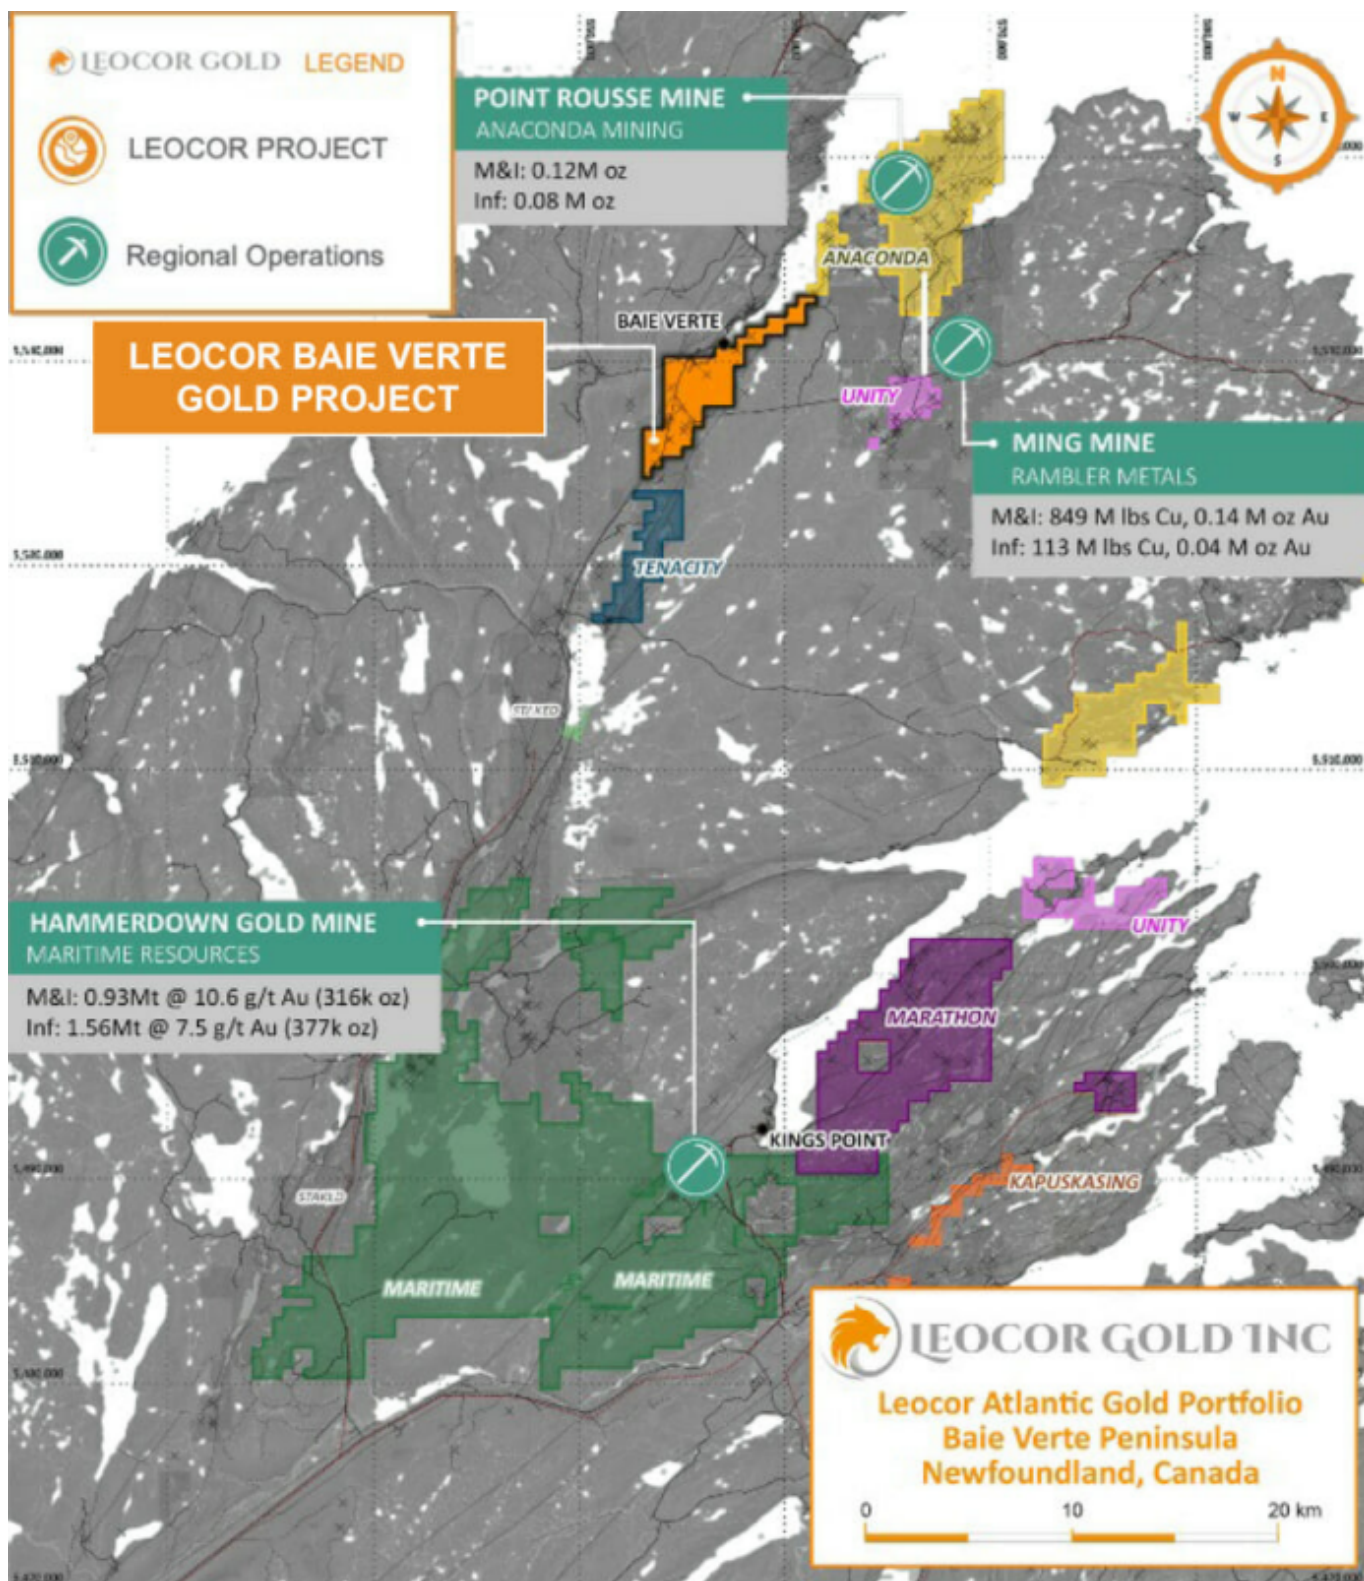 LEOCOR GOLD LEGEND
LEOCOR PROJECT
Regional Operations
POINT ROUSSE MINE
ANACONDA MINING
M&I: 0.12M oz
Inf: 0.08 M oz
N
W E
S
ANACONDA
BAIE VERTE
LEOCOR BAIE VERTE
GOLD PROJECT
UNITY
MING MINE
RAMBLER METALS
M&I: 849 M lbs Cu, 0.14 M oz Au
Inf: 113 M lbs Cu, 0.04 M oz Au
TENACITY
5,510,000
UNITY
HAMMERDOWN GOLD MINE
MARITIME RESOURCES
M&I: 0.93Mt @ 10.6 g/t Au (316k oz)
Inf: 1.56Mt @ 7.5 g/t Au (377k oz)
MARATHON
KINGS POINT
KAPUSKASING
MARITIME
MARITIME
LEOCOR GOLD INC
Leocor Atlantic Gold Portfolio
Baie Verte Peninsula
Newfoundland, Canada
0 10 20 km